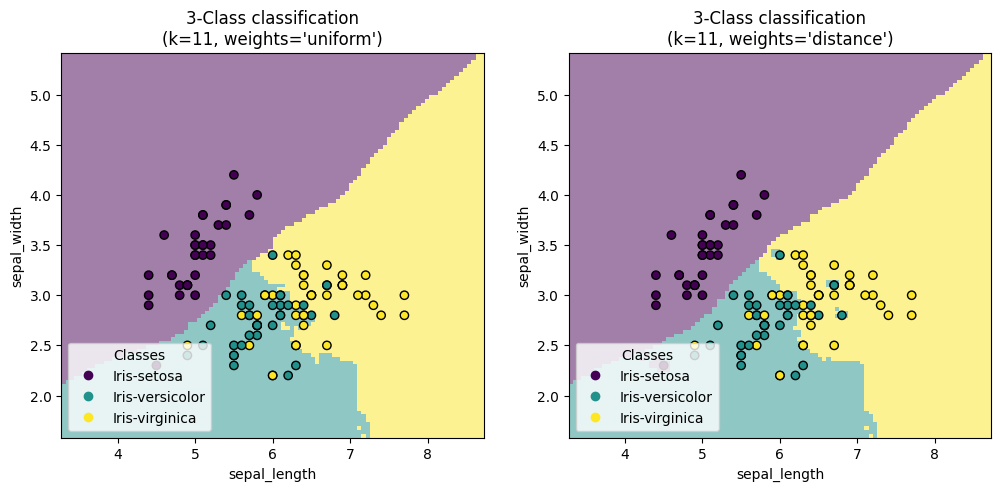 3-Class classification
(k=11, weights='uniform')
5.0
4.5
4.0
3.5
3.0
2.5
2.0
sepal_width
Classes
Iris-setosa
Iris-versicolor
Iris-virginica
4 5 6 7 8
sepal_length
3-Class classification
(k=11, weights='distance')
5.0
4.5
4.0
3.5
3.0
2.5
2.0
sepal_width
Classes
Iris-setosa
Iris-versicolor
Iris-virginica
4 5 6 7 8
sepal_length